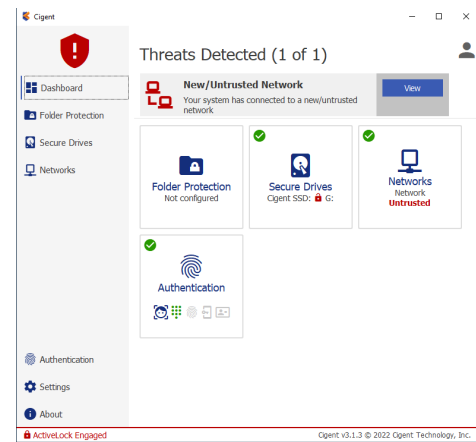 Cigent
Threats Detected (1 of 1)
Dashboard
Folder Protection
Secure Drives
Networks
New/Untrusted Network
Your system has connected to a new/untrusted
network
View
Folder Protection
Not configured
Secure Drives
Cigent SSD: G:
Networks
Network
Untrusted
Authentication
Authentication
Settings
About
ActiveLock Engaged
Cigent v3.1.3 © 2022 Cigent Technology, Inc.